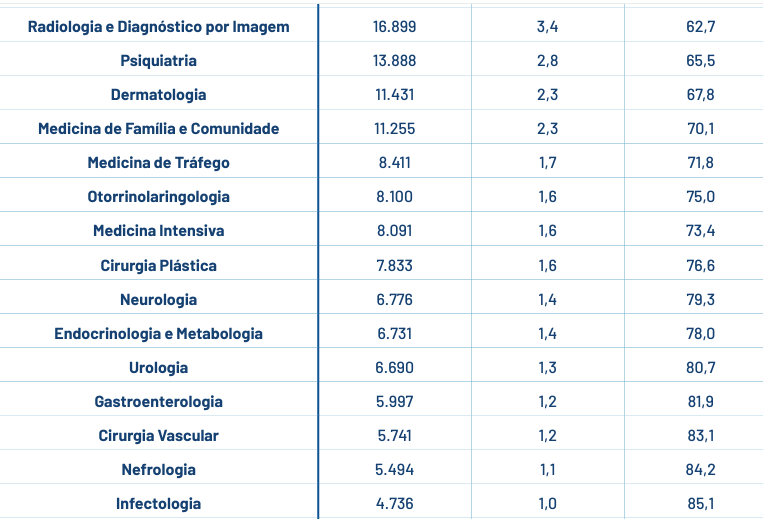 Radiologia e Diagnóstico por Imagem 16.899 3,4 62,7
Psiquiatria 13.888 2,8 65,5
Dermatologia 11.431 2,3 67,8
Medicina de Família e Comunidade 11.255 2,3 70,1
Medicina de Tráfego 8.411 1,7 71,8
Otorrinolaringologia 8.100 1,6 75,0
Medicina Intensiva 8.091 1,6 73,4
Cirurgia Plástica 7.833 1,6 76,6
Neurologia 6.776 1,4 79,3
Endocrinologia e Metabologia 6.731 1,4 78,0
Urologia 6.690 1,3 80,7
Gastroenterologia 5.997 1,2 81,9
Cirurgia Vascular 5.741 1,2 83,1
Nefrologia 5.494 1,1 84,2
Infectologia 4.736 1,0 85,1